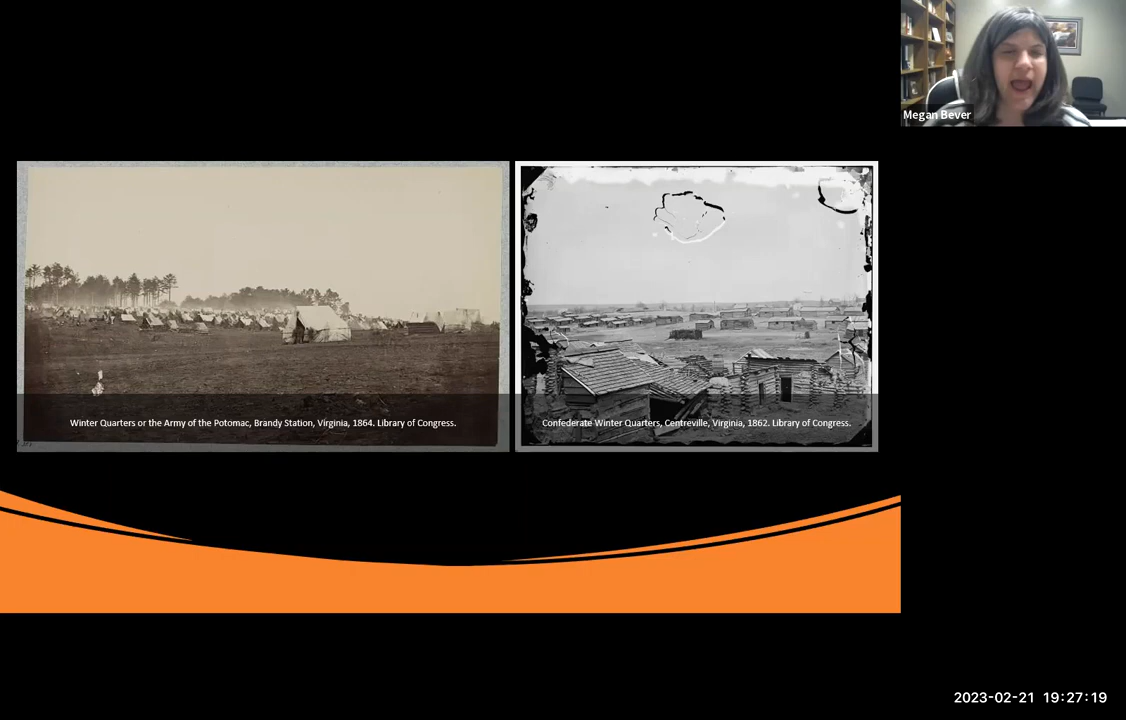 Megan Bever
Winter Quarters or the Army of the Potomac, Brandy Station, Virginia, 1864. Library of Congress.
Confederate Winter Quarters, Centreville, Virginia, 1862. Library of Congress.
2023-02-21 19:27:19